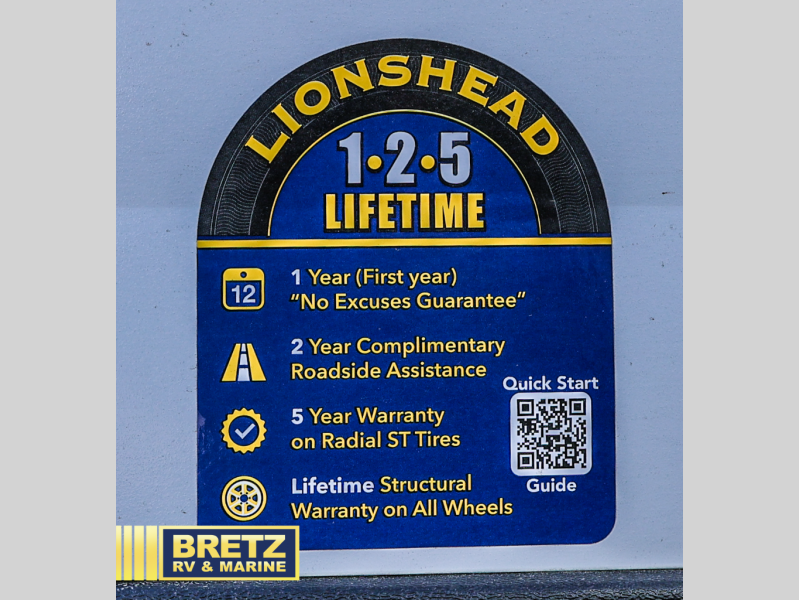 LIONSHEAD
1•2•5
LIFETIME
12
1 Year (First year)
“No Excuses Guarantee”
2 Year Complimentary
Roadside Assistance
5 Year Warranty
on Radial ST Tires
Lifetime Structural
Warranty on All Wheels
Quick Start
Guide
BRETZ
RV & MARINE